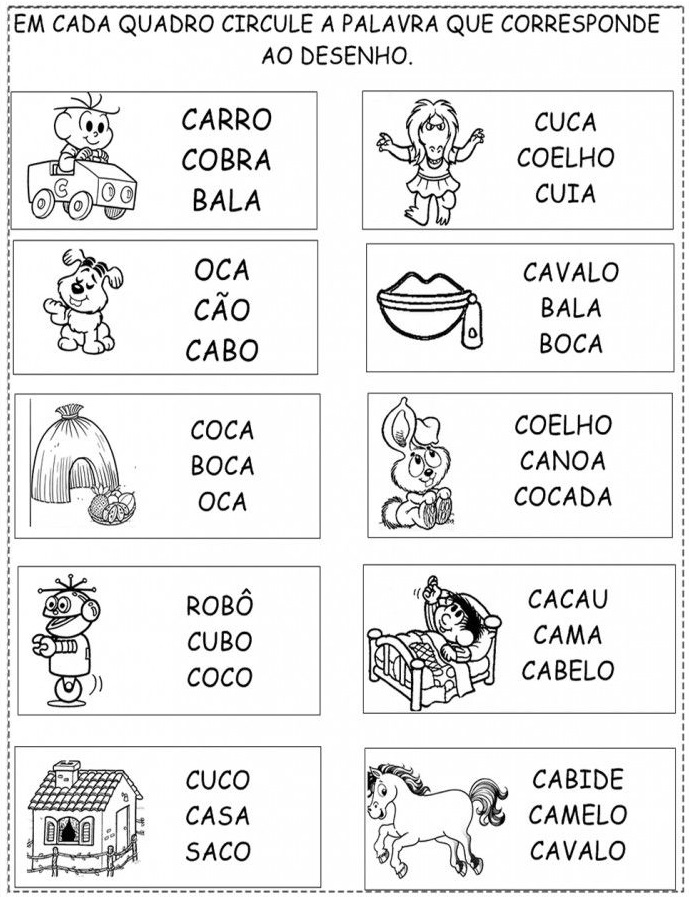 EM CADA QUADRO CIRCULE A PALAVRA QUE CORRESPONDE
AO DESENHO.
CARRO
COBRA
BALA
C
CUCA
COELHO
CUIA
OCA
CÃO
CABO
CAVALO
BALA
BOCA
COCA
BOCA
OCA
COELHO
CANOA
COCADA
ROBÔ
CUBO
COCO
CACAU
CAMA
CABELO
CUCO
CASA
SACO
CABIDE
CAMELO
CAVALO